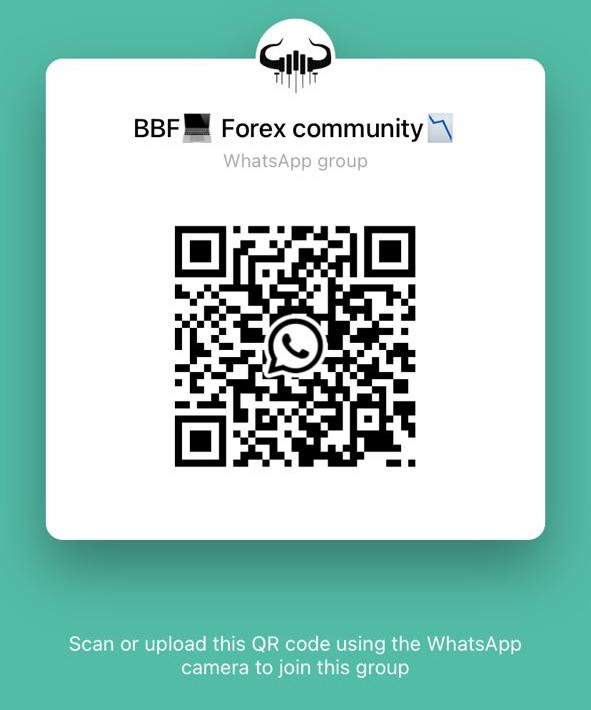 BBF💻 Forex community📉
WhatsApp group
Scan or upload this QR code using the WhatsApp
camera to join this group